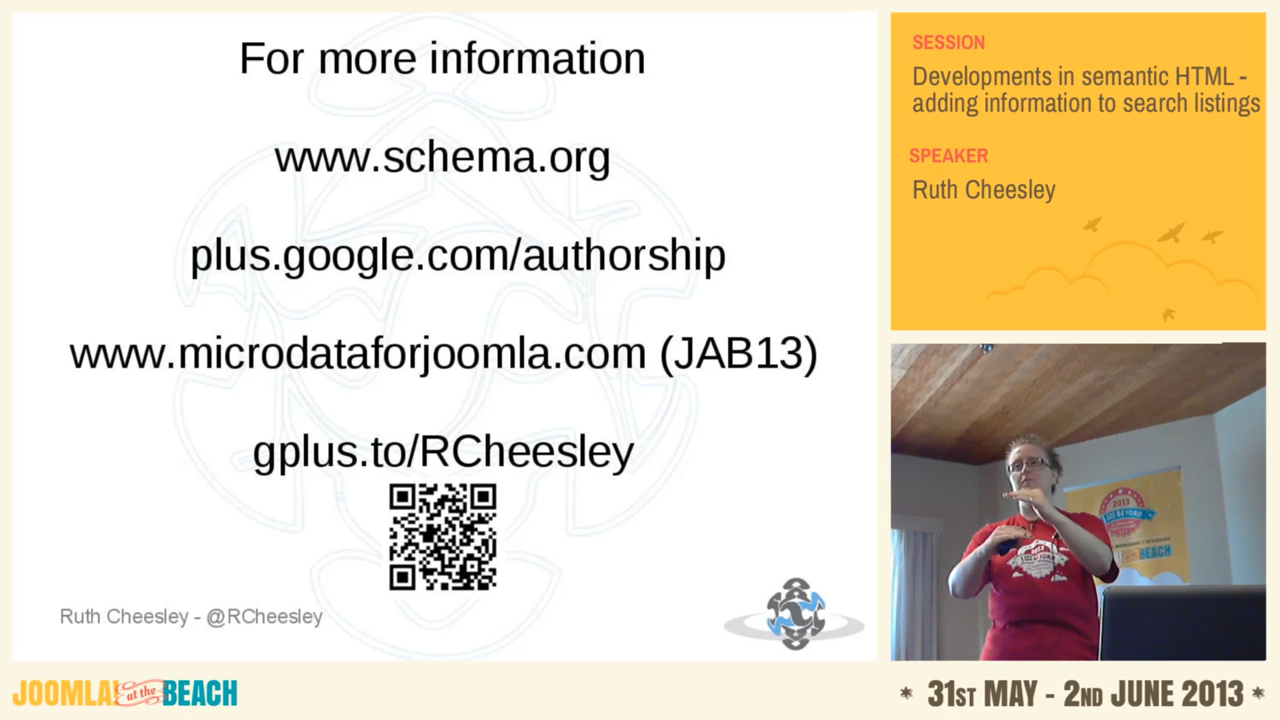 For more information
www.schema.org
plus.google.com/authorship
www.microdataforjoomla.com (JAB13)
gplus.to/RCheesley
Ruth Cheesley - @RCheesley
SESSION
Developments in semantic HTML -
adding information to search listings
SPEAKER
Ruth Cheesley
2013
BEACH
JOOMLA! at the BEACH
* 31ST MAY - 2ND JUNE 2013 *